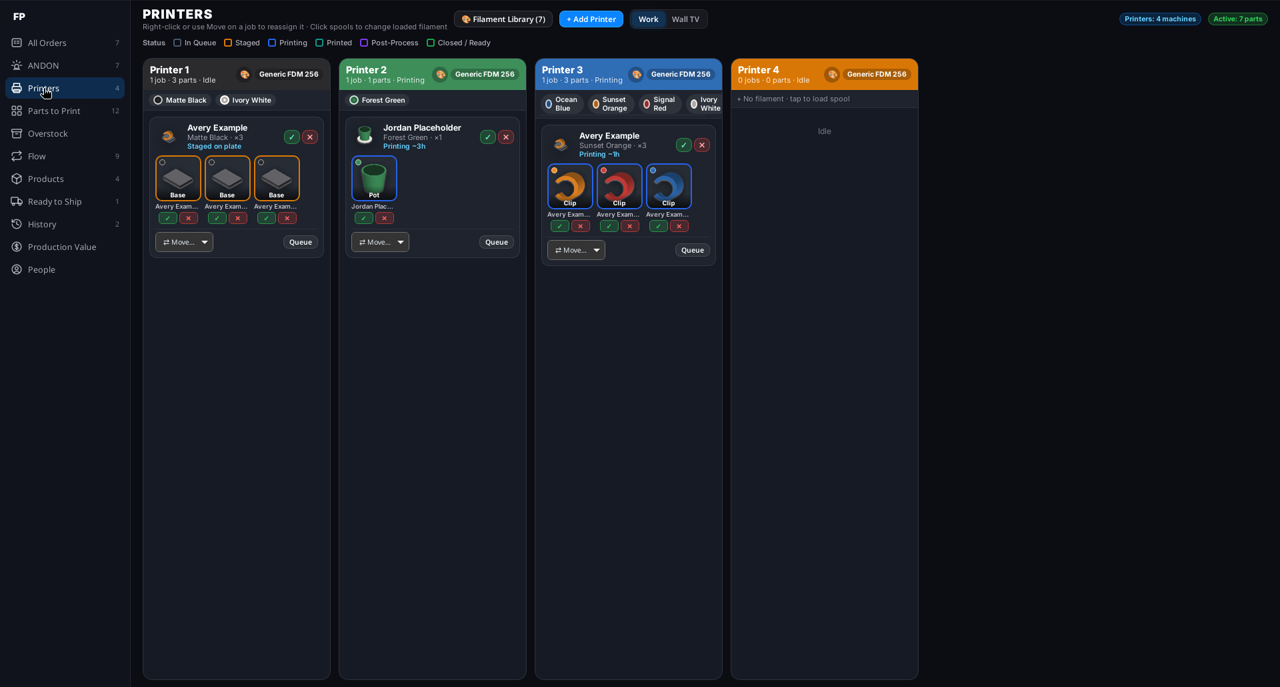 FP
All Orders 7
ANDON 7
Printers 4
Parts to Print 12
Overstock
Flow 9
Products 4
Ready to Ship 1
History 2
Production Value
People
PRINTERS
Right-click or use Move on a job to reassign it · Click spools to change loaded filament
Filament Library (7)
+ Add Printer
Work
Wall TV
Printers: 4 machines
Active: 7 parts
Status
In Queue
Staged
Printing
Printed
Post-Process
Closed / Ready
Printer 1
1 job · 3 parts · Idle
Generic FDM 256
Matte Black
Ivory White
Avery Example
Matte Black · ×3
Staged on plate
✓ ✕
Base Base Base
Avery Exam... Avery Exam... Avery Exam...
✓ ✕ ✓ ✕ ✓ ✕
⇄ Move...
Queue
Printer 2
1 job · 1 parts · Printing
Generic FDM 256
Forest Green
Jordan Placeholder
Forest Green · ×1
Printing ~3h
✓ ✕
Pot
Jordan Plac...
✓ ✕
⇄ Move...
Queue
Printer 3
1 job · 3 parts · Printing
Generic FDM 256
Ocean Blue
Sunset Orange
Signal Red
Ivory White
Avery Example
Sunset Orange · ×3
Printing ~1h
✓ ✕
Clip Clip Clip
Avery Exam... Avery Exam... Avery Exam...
✓ ✕ ✓ ✕ ✓ ✕
⇄ Move...
Queue
Printer 4
0 jobs · 0 parts · Idle
Generic FDM 256
+ No filament · tap to load spool
Idle